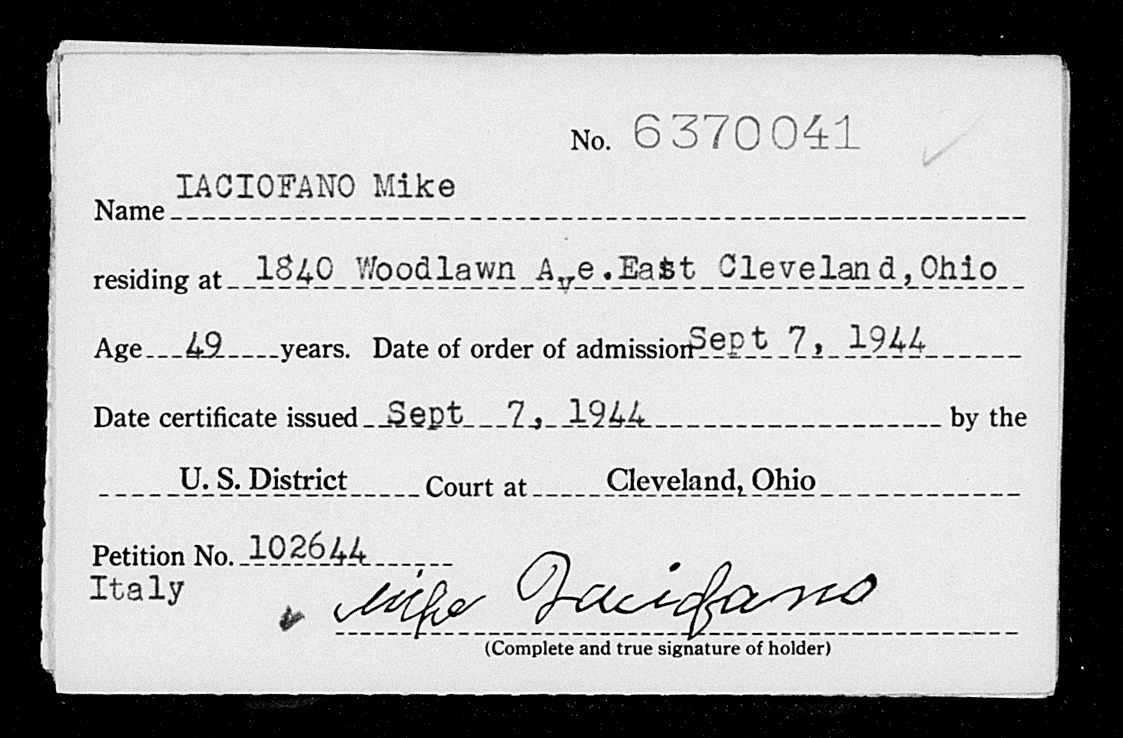 No. 6370041
Name IACIOFANO Mike
residing at 1840 Woodlawn Ave.East Cleveland,Ohio
Age 49 years. Date of order of admission Sept 7, 1944
Date certificate issued Sept 7, 1944 by the
U. S. District Court at Cleveland, Ohio
Petition No. 102644
Italy
Mike Iaciofano
(Complete and true signature of holder)